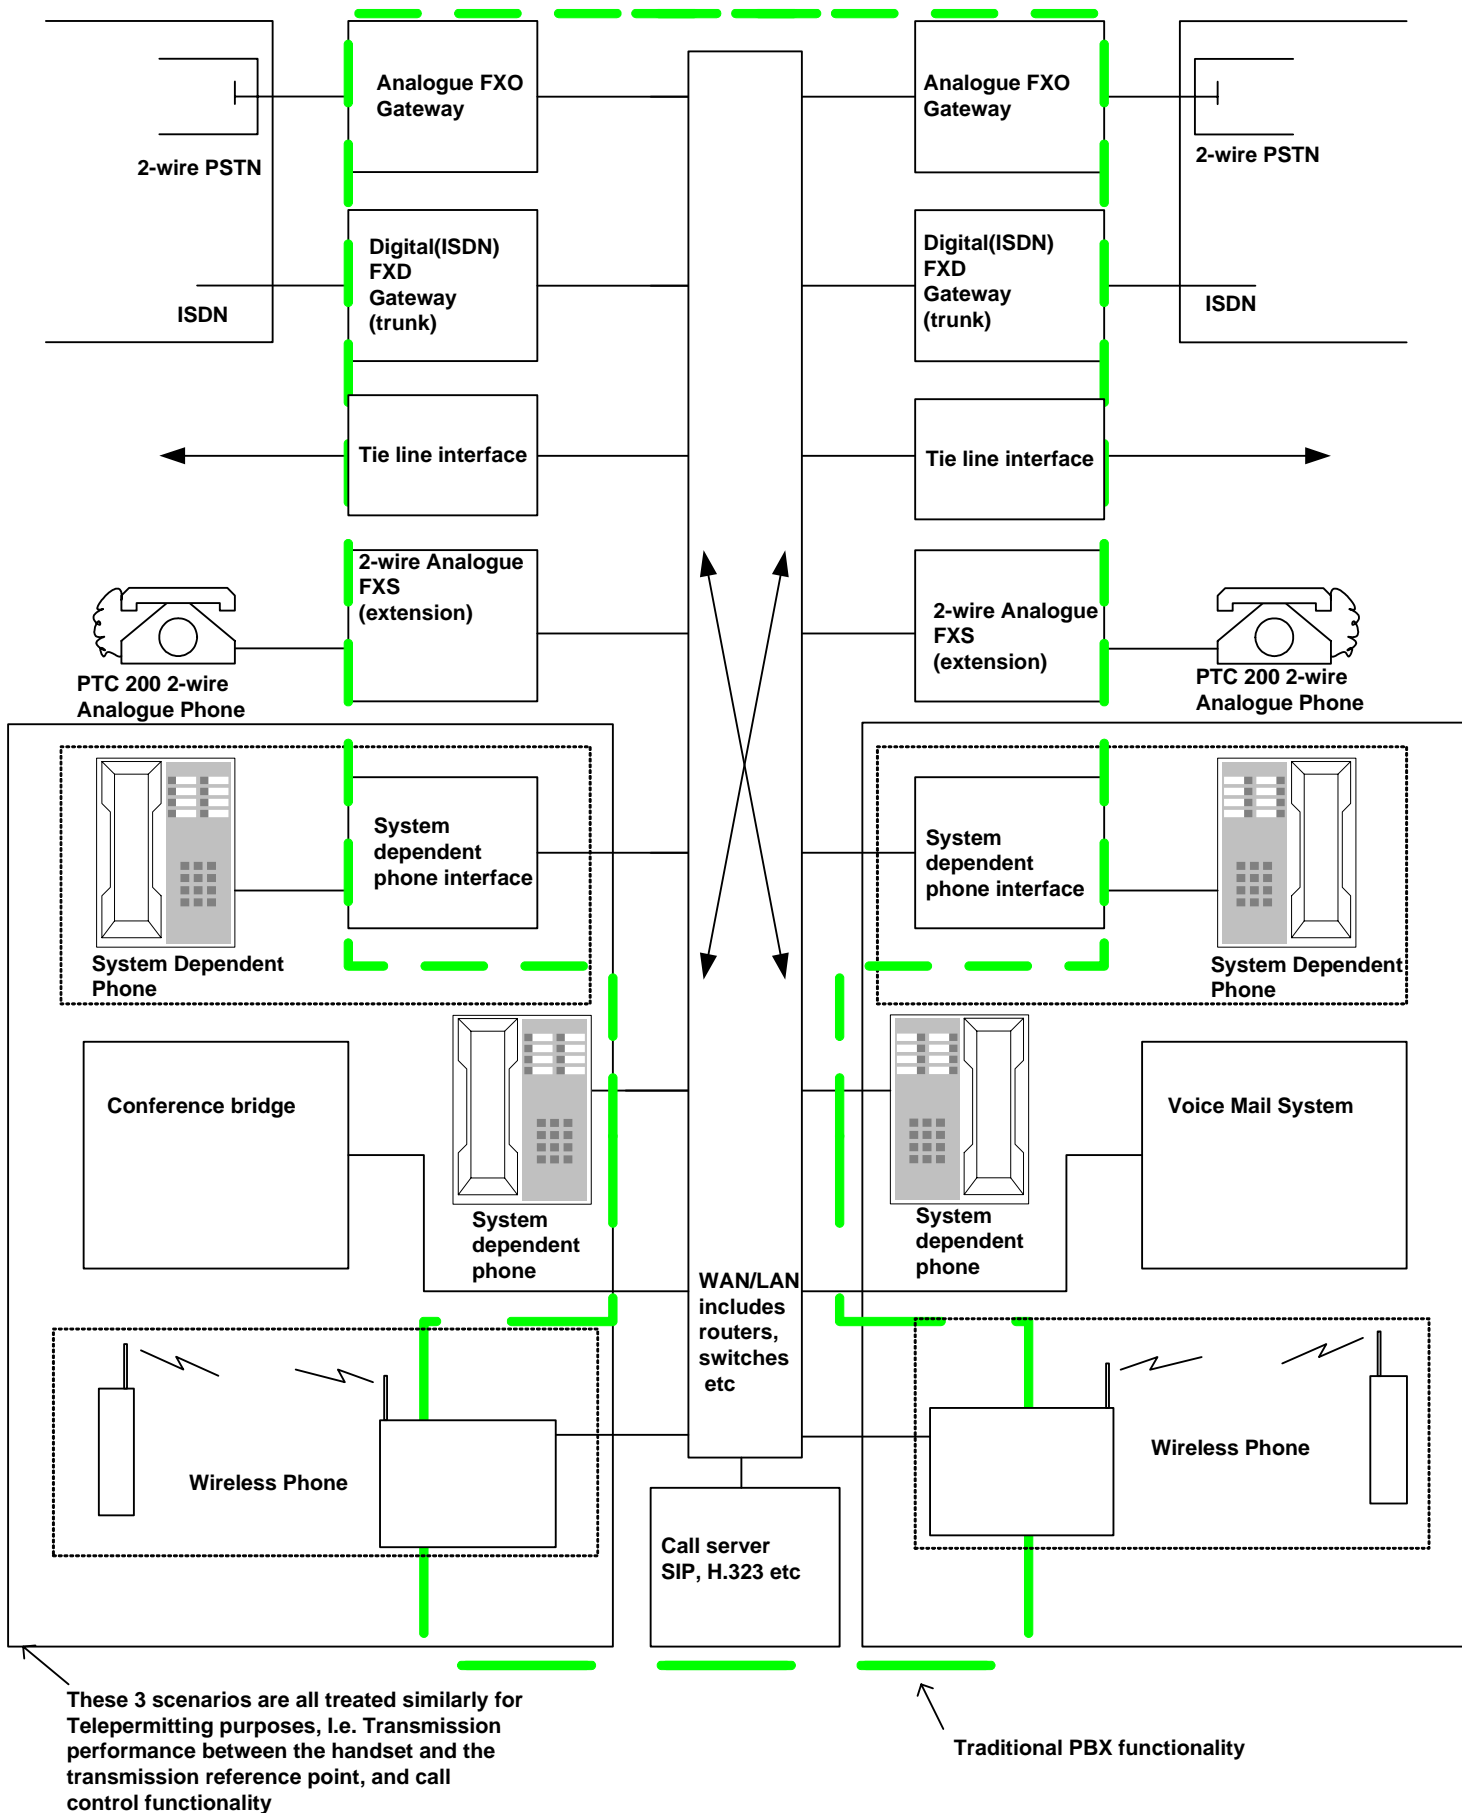 Analogue FXO
Gateway
Analogue FXO
Gateway
2-wire PSTN
2-wire PSTN
Digital(ISDN)
FXD
Gateway
(trunk)
Digital(ISDN)
FXD
Gateway
(trunk)
ISDN
ISDN
Tie line interface
Tie line interface
2-wire Analogue
FXS
(extension)
2-wire Analogue
FXS
(extension)
PTC 200 2-wire
Analogue Phone
PTC 200 2-wire
Analogue Phone
System
dependent
phone interface
System
dependent
phone interface
System Dependent
Phone
System Dependent
Phone
Conference bridge
Voice Mail System
System
dependent
phone
System
dependent
phone
WAN/LAN
includes
routers,
switches
etc
Wireless Phone
Wireless Phone
Call server
SIP, H.323 etc
These 3 scenarios are all treated similarly for
Telepermitting purposes, I.e. Transmission
performance between the handset and the
transmission reference point, and call
control functionality
Traditional PBX functionality